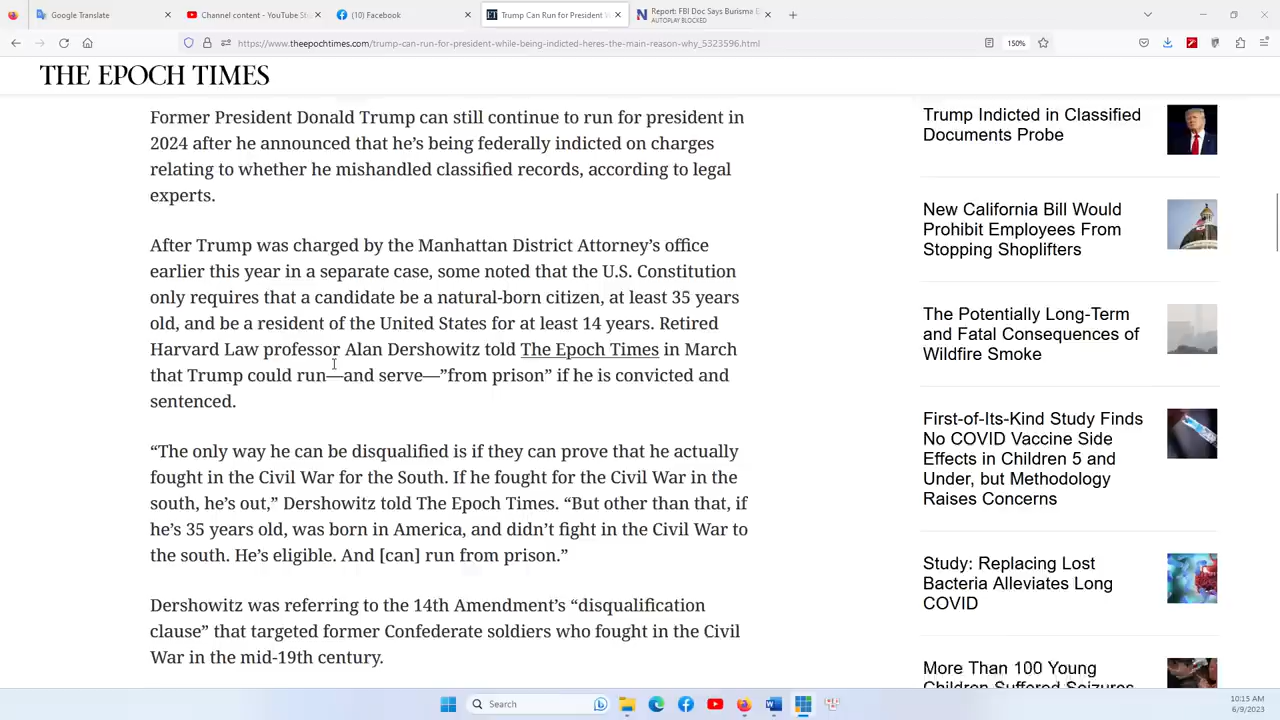 Google Translate
Channel content - YouTube Stu
(10) Facebook
Trump Can Run for President W
Report: FBI Doc Says Burisma E
AUTOPLAY BLOCKED
https://www.theepochtimes.com/trump-can-run-for-president-while-being-indicted-heres-the-main-reason-why_5323596.html
150%
THE EPOCH TIMES
Former President Donald Trump can still continue to run for president in
2024 after he announced that he's being federally indicted on charges
relating to whether he mishandled classified records, according to legal
experts.
After Trump was charged by the Manhattan District Attorney's office
earlier this year in a separate case, some noted that the U.S. Constitution
only requires that a candidate be a natural-born citizen, at least 35 years
old, and be a resident of the United States for at least 14 years. Retired
Harvard Law professor Alan Dershowitz told The Epoch Times in March
that Trump could run—and serve—”from prison” if he is convicted and
sentenced.
“The only way he can be disqualified is if they can prove that he actually
fought in the Civil War for the South. If he fought for the Civil War in the
south, he's out,” Dershowitz told The Epoch Times. “But other than that, if
he's 35 years old, was born in America, and didn't fight in the Civil War to
the south. He's eligible. And [can] run from prison.”
Dershowitz was referring to the 14th Amendment's “disqualification
clause” that targeted former Confederate soldiers who fought in the Civil
War in the mid-19th century.
Trump Indicted in Classified
Documents Probe
New California Bill Would
Prohibit Employees From
Stopping Shoplifters
The Potentially Long-Term
and Fatal Consequences of
Wildfire Smoke
First-of-Its-Kind Study Finds
No COVID Vaccine Side
Effects in Children 5 and
Under, but Methodology
Raises Concerns
Study: Replacing Lost
Bacteria Alleviates Long
COVID
More Than 100 Young
Children Suffered Seizures
Search
10:15 AM
6/9/2023